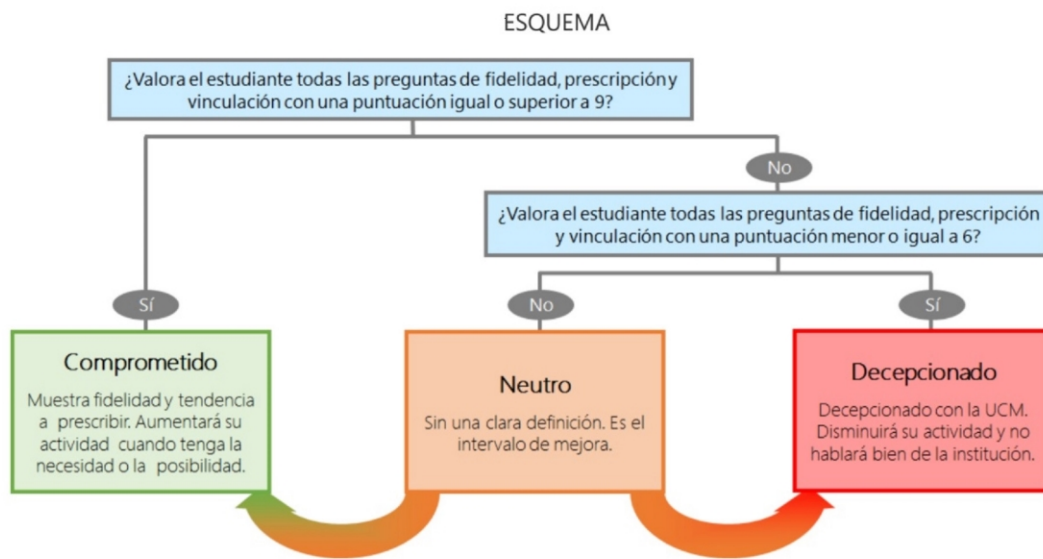 ESQUEMA
¿Valora el estudiante todas las preguntas de fidelidad, prescripción y
vinculación con una puntuación igual o superior a 9?
No
¿Valora el estudiante todas las preguntas de fidelidad, prescripción
y vinculación con una puntuación menor o igual a 6?
Sí
No
Sí
Comprometido
Muestra fidelidad y tendencia
a prescribir. Aumentará su
actividad cuando tenga la
necesidad o la posibilidad.
Neutro
Sin una clara definición. Es el
intervalo de mejora.
Decepcionado
Decepcionado con la UCM.
Disminuirá su actividad y no
hablará bien de la institución.